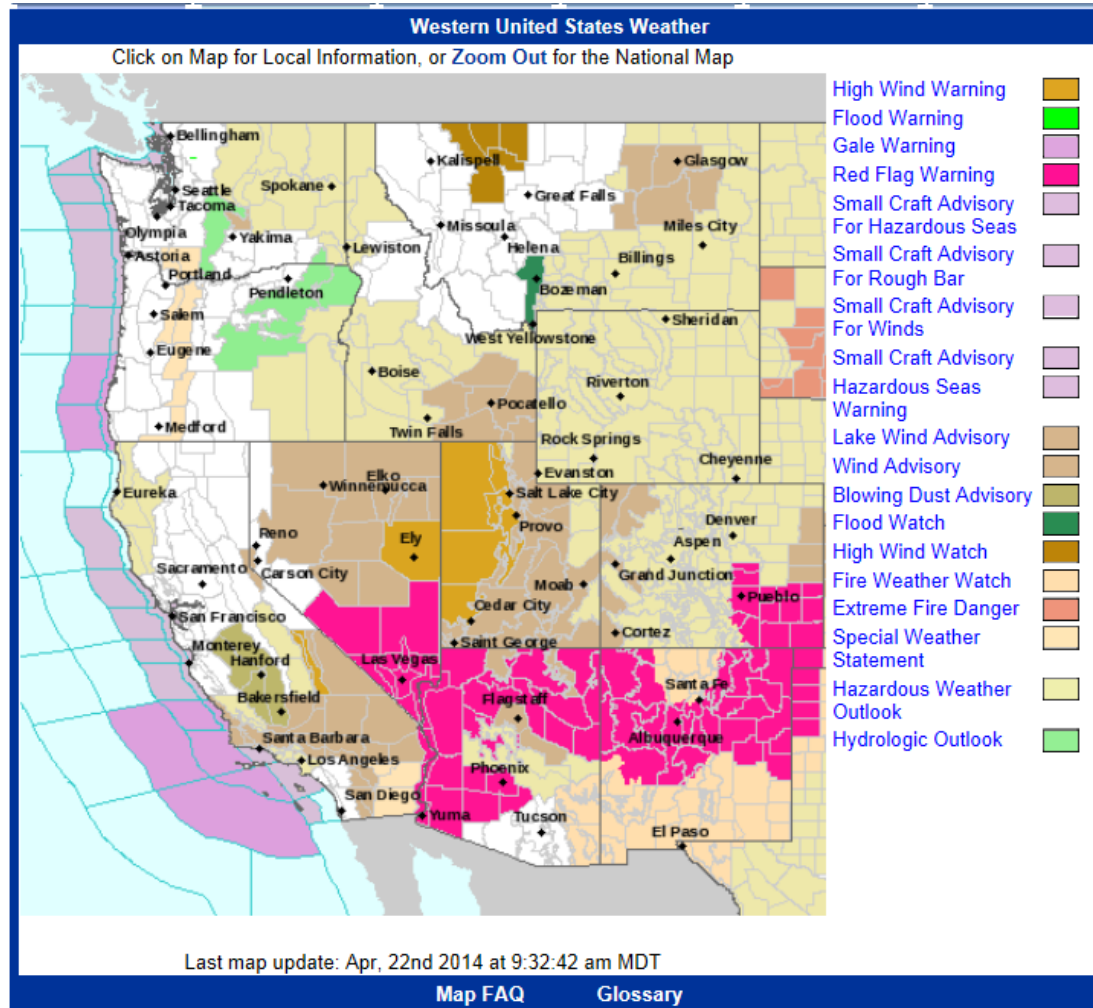 Western United States Weather
Click on Map for Local Information, or Zoom Out for the National Map
Bellingham
Seattle
Tacoma
Olympia
Astoria
Portland
Salem
Eugene
Medford
Spokane
Yakima
Pendleton
Lewiston
Kalispell
Missoula
Great Falls
Helena
Glasgow
Miles City
Billings
Bozeman
West Yellowstone
Sheridan
Boise
Pocatello
Twin Falls
Riverton
Rock Springs
Evanston
Cheyenne
Eureka
Elko
Winnemucca
Reno
Carson City
Ely
Salt Lake City
Provo
Moab
Cedar City
Saint George
Denver
Aspen
Grand Junction
Pueblo
Cortez
Sacramento
San Francisco
Monterey
Hanford
Bakersfield
Santa Barbara
Los Angeles
San Diego
Las Vegas
Flagstaff
Phoenix
Yuma
Tucson
Santa Fe
Albuquerque
El Paso
High Wind Warning
Flood Warning
Gale Warning
Red Flag Warning
Small Craft Advisory
For Hazardous Seas
Small Craft Advisory
For Rough Bar
Small Craft Advisory
For Winds
Small Craft Advisory
Hazardous Seas
Warning
Lake Wind Advisory
Wind Advisory
Blowing Dust Advisory
Flood Watch
High Wind Watch
Fire Weather Watch
Extreme Fire Danger
Special Weather
Statement
Hazardous Weather
Outlook
Hydrologic Outlook
Last map update: Apr, 22nd 2014 at 9:32:42 am MDT
Map FAQ
Glossary